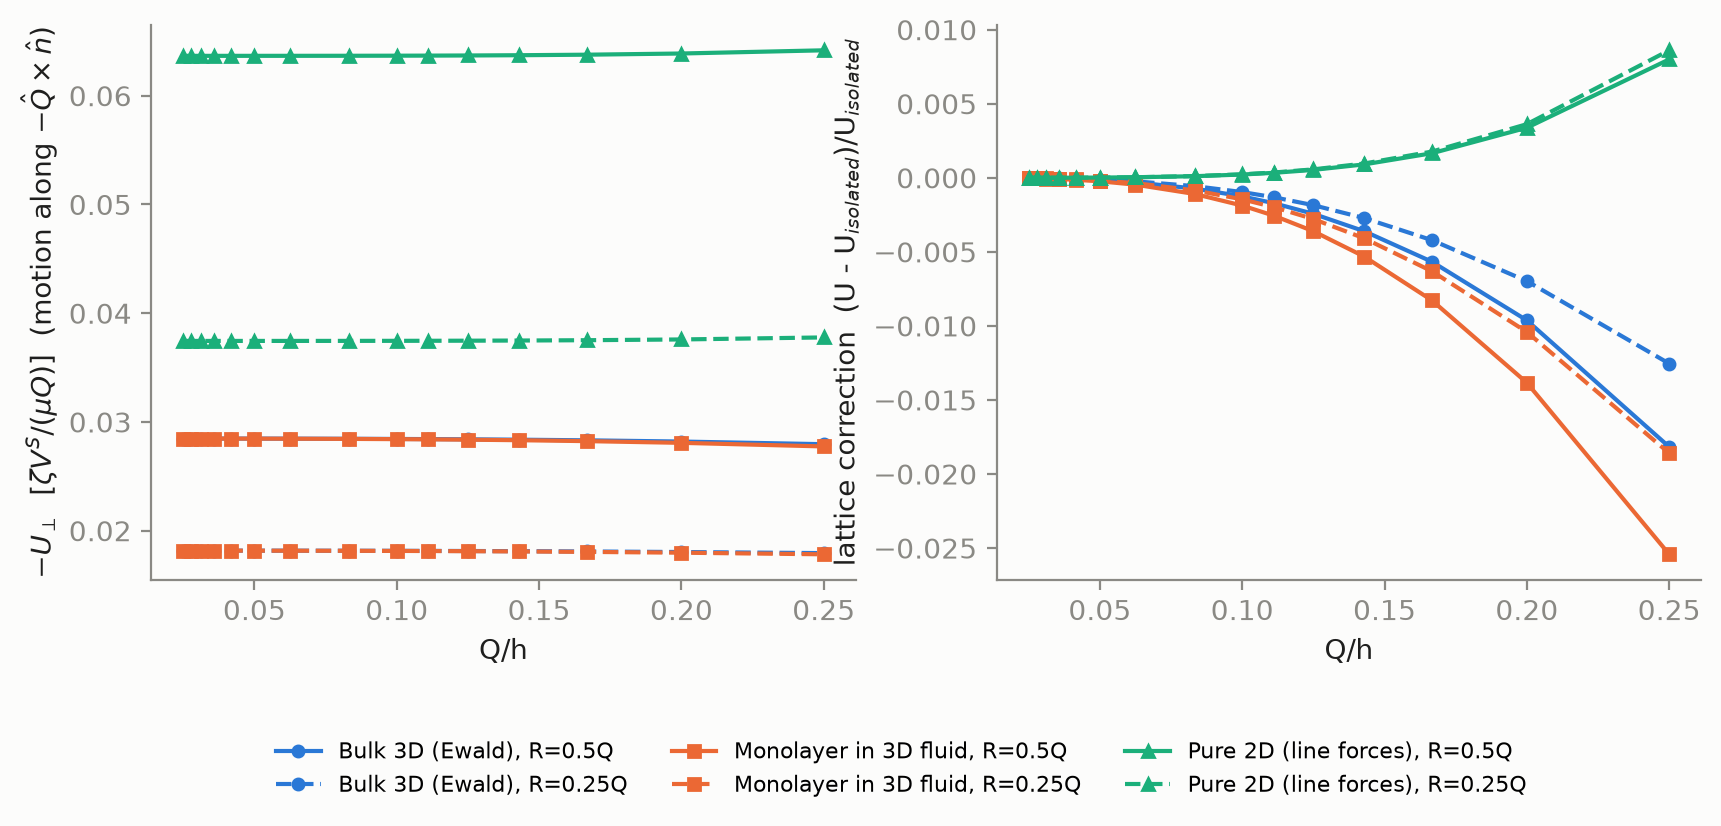 −U⊥ [ζVˢ/(μQ)] (motion along −Q̂ × n̂)
0.06
0.05
0.04
0.03
0.02
0.05 0.10 0.15 0.20 0.25
Q/h
lattice correction (U - U_isolated)/U_isolated
0.010
0.005
0.000
−0.005
−0.010
−0.015
−0.020
−0.025
0.05 0.10 0.15 0.20 0.25
Q/h
Bulk 3D (Ewald), R=0.5Q
Bulk 3D (Ewald), R=0.25Q
Monolayer in 3D fluid, R=0.5Q
Monolayer in 3D fluid, R=0.25Q
Pure 2D (line forces), R=0.5Q
Pure 2D (line forces), R=0.25Q